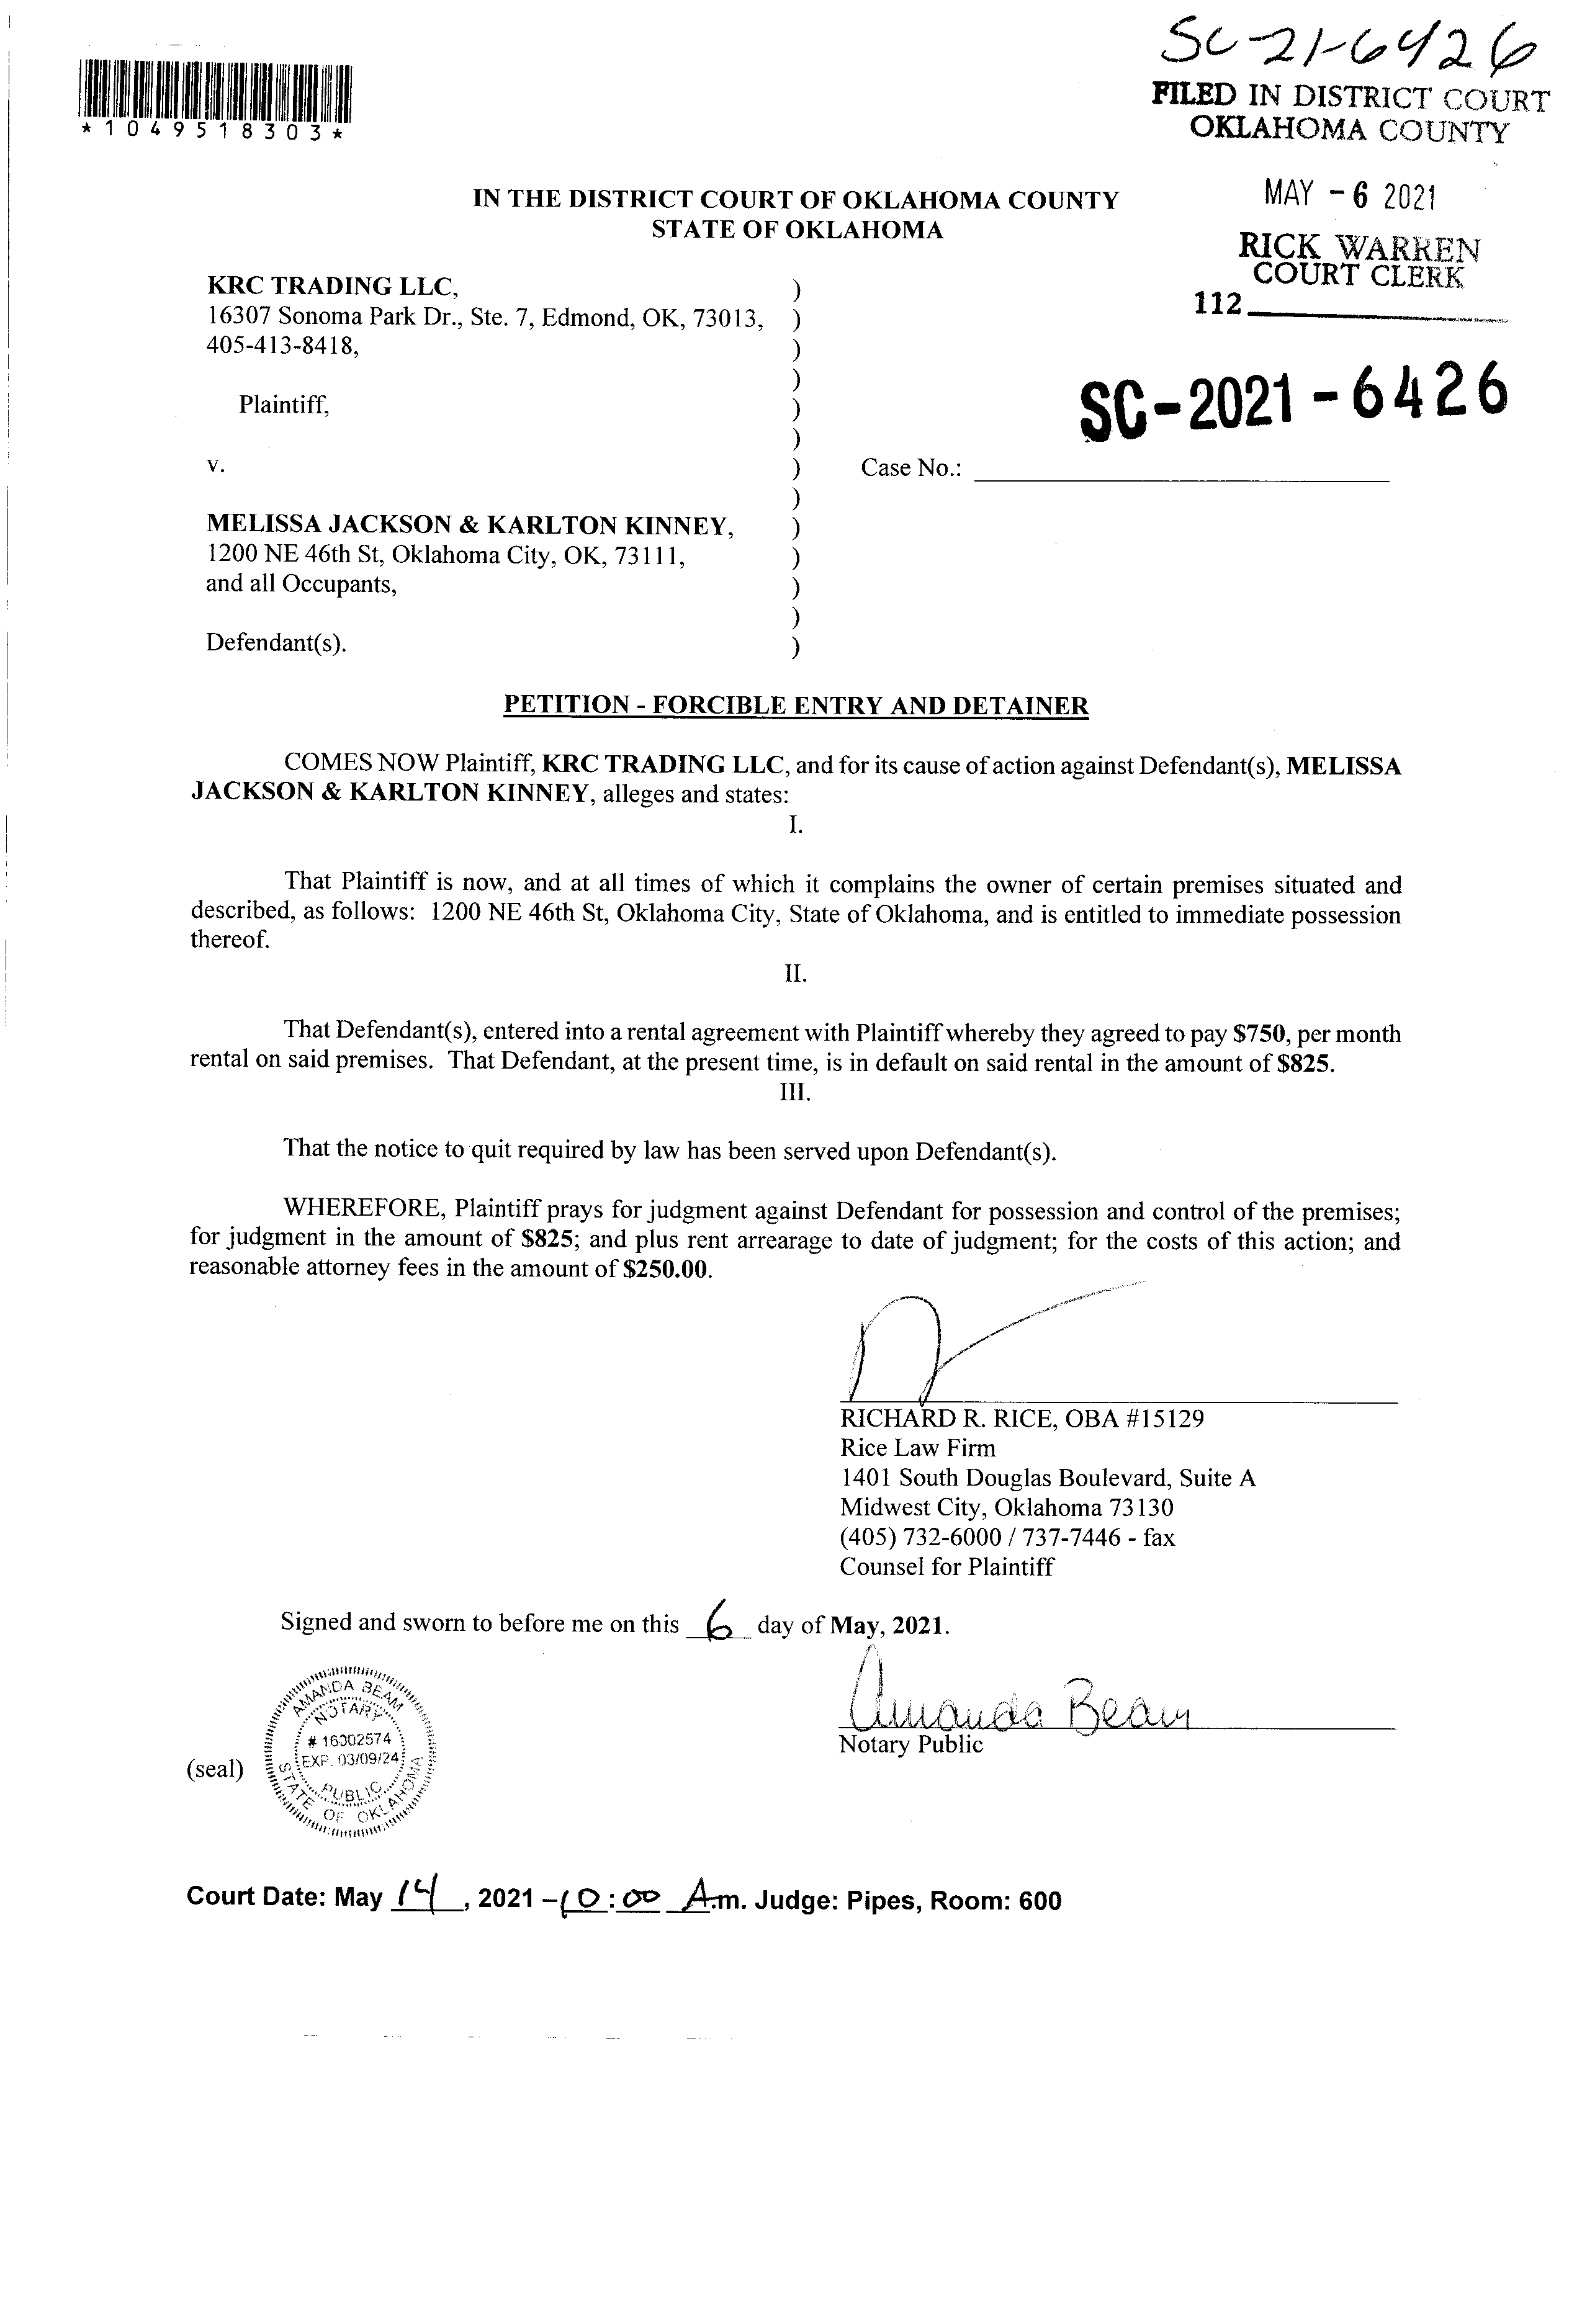 SC-21-6426
FILED IN DISTRICT COURT
OKLAHOMA COUNTY
*1049518303*
MAY - 6 2021
RICK WARREN
COURT CLERK
112
IN THE DISTRICT COURT OF OKLAHOMA COUNTY
STATE OF OKLAHOMA
KRC TRADING LLC, )
16307 Sonoma Park Dr., Ste. 7, Edmond, OK, 73013, )
405-413-8418, )
)
Plaintiff, )
SC-2021-6426
)
v. ) Case No.:
)
MELISSA JACKSON & KARLTON KINNEY, )
1200 NE 46th St, Oklahoma City, OK, 73111, )
and all Occupants, )
)
Defendant(s). )
PETITION - FORCIBLE ENTRY AND DETAINER
COMES NOW Plaintiff, KRC TRADING LLC, and for its cause of action against Defendant(s), MELISSA
JACKSON & KARLTON KINNEY, alleges and states:
I.
That Plaintiff is now, and at all times of which it complains the owner of certain premises situated and
described, as follows: 1200 NE 46th St, Oklahoma City, State of Oklahoma, and is entitled to immediate possession
thereof.
II.
That Defendant(s), entered into a rental agreement with Plaintiff whereby they agreed to pay $750, per month
rental on said premises. That Defendant, at the present time, is in default on said rental in the amount of $825.
III.
That the notice to quit required by law has been served upon Defendant(s).
WHEREFORE, Plaintiff prays for judgment against Defendant for possession and control of the premises;
for judgment in the amount of $825; and plus rent arrearage to date of judgment; for the costs of this action; and
reasonable attorney fees in the amount of $250.00.
RICHARD R. RICE, OBA #15129
Rice Law Firm
1401 South Douglas Boulevard, Suite A
Midwest City, Oklahoma 73130
(405) 732-6000 / 737-7446 - fax
Counsel for Plaintiff
Signed and sworn to before me on this 6 day of May, 2021.
Amanda Beam
Notary Public
(seal)
AMANDA BEAM
NOTARY
# 16002574
EXP. 03/09/24
PUBLIC
STATE OF OKLAHOMA
Court Date: May 14, 2021 – 10:00 A.m. Judge: Pipes, Room: 600